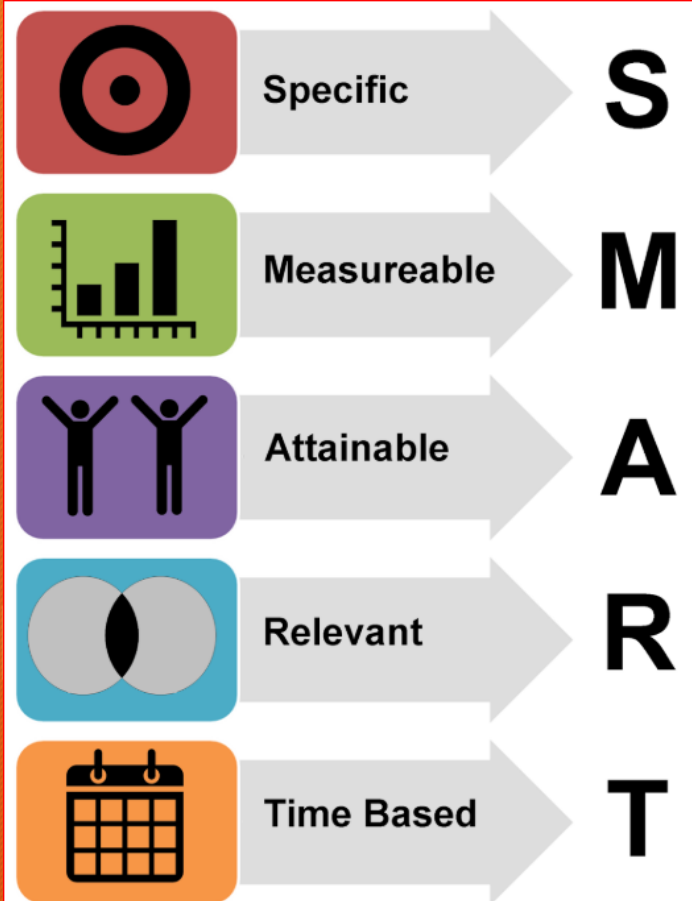 Specific S
Measureable M
Attainable A
Relevant R
Time Based T